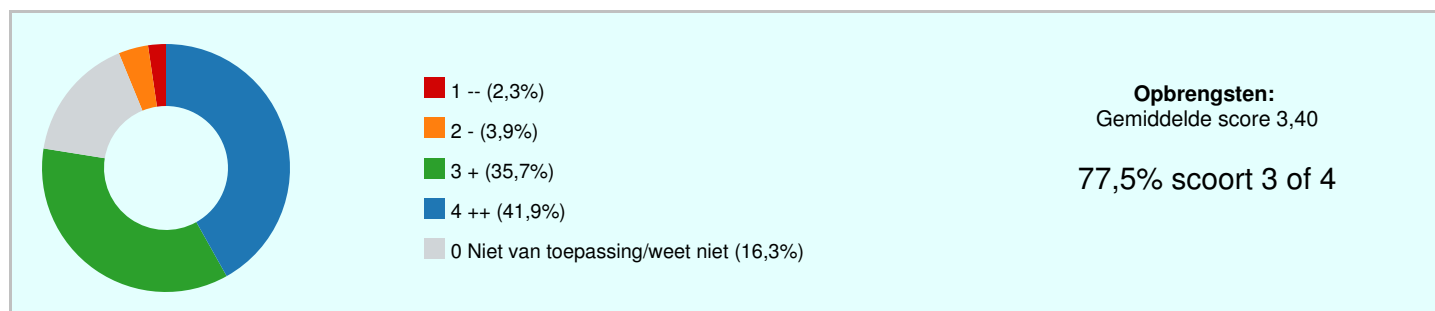 1 -- (2,3%)
2 - (3,9%)
3 + (35,7%)
4 ++ (41,9%)
0 Niet van toepassing/weet niet (16,3%)
Opbrengsten:
Gemiddelde score 3,40
77,5% scoort 3 of 4